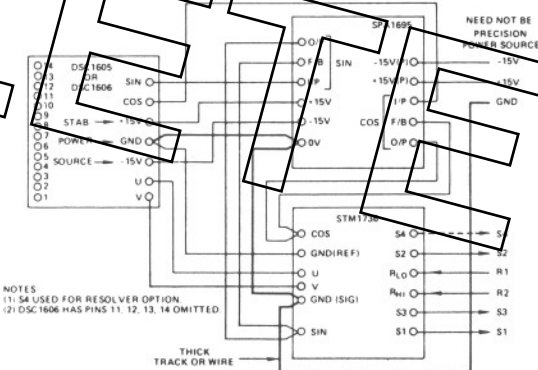 SPA1695
NEED NOT BE
PRECISION
POWER SOURCE
DSC1605
OR
DSC1606
14
13
12
11
10
9
8
7
6
5
4
3
2
1
SIN
COS
STAB
+15V
POWER
GND
SOURCE
-15V
U
V
F/B
SIN
+15V
-15V
0V
-15V(P)
+15V(P)
I/P
COS
F/B
O/P
-15V
+15V
GND
STM1738
COS
GND(REF)
U
V
GND (SIG)
SIN
S4
S2
RLO
RHI
S3
S1
S2
R1
R2
S3
S1
NOTES
(1) S4 USED FOR RESOLVER OPTION.
(2) DSC1606 HAS PINS 11, 12, 13, 14 OMITTED.
THICK
TRACK OR WIRE